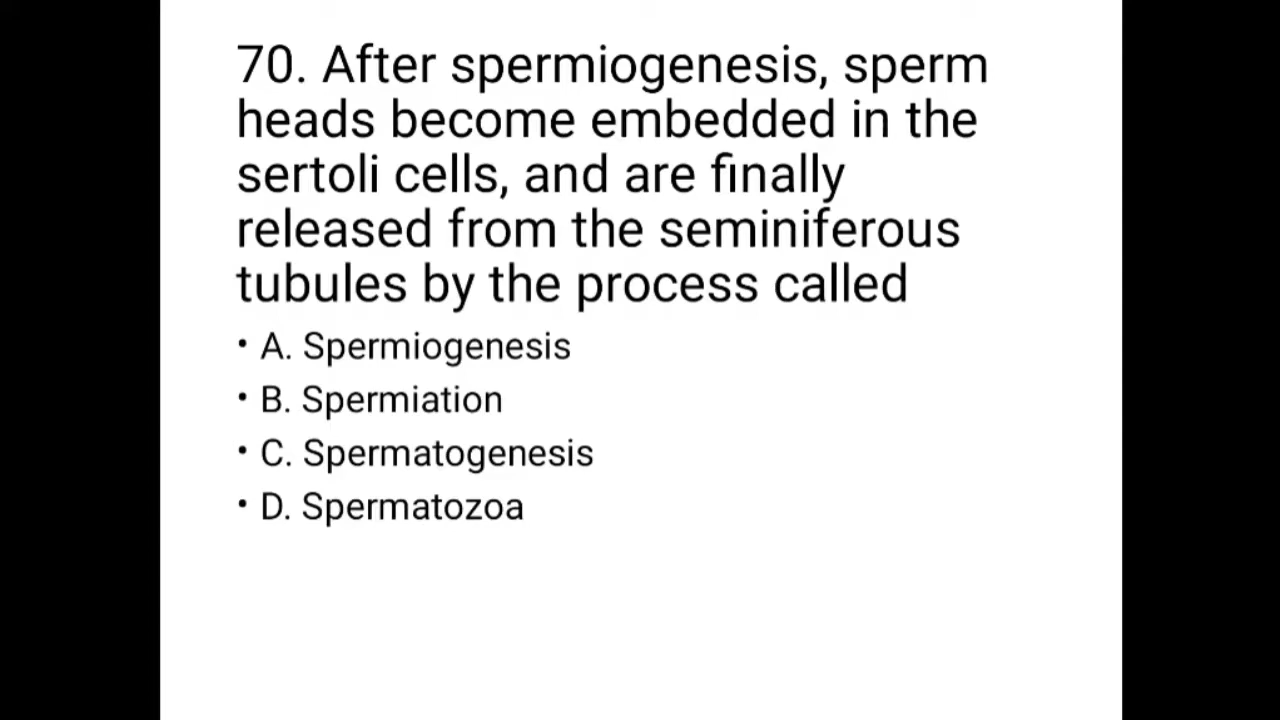 70. After spermiogenesis, sperm
heads become embedded in the
sertoli cells, and are finally
released from the seminiferous
tubules by the process called
• A. Spermiogenesis
• B. Spermiation
• C. Spermatogenesis
• D. Spermatozoa